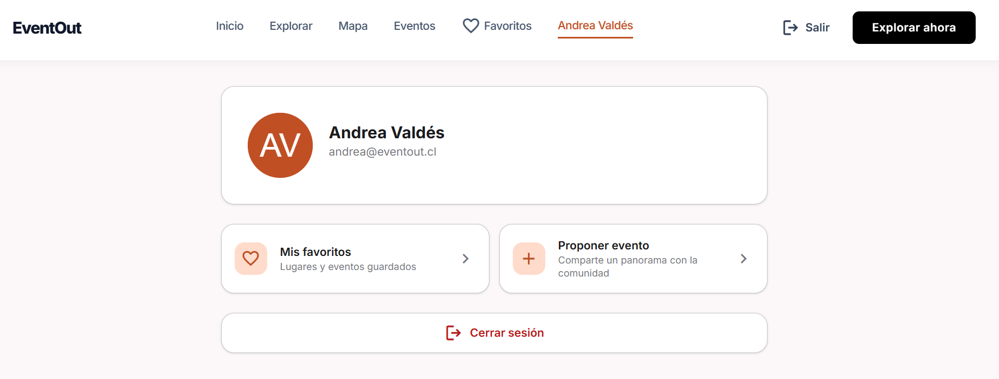 EventOut
Inicio
Explorar
Mapa
Eventos
Favoritos
Andrea Valdés
Salir
Explorar ahora
AV
Andrea Valdés
andrea@eventout.cl
Mis favoritos
Lugares y eventos guardados
Proponer evento
Comparte un panorama con la
comunidad
Cerrar sesión